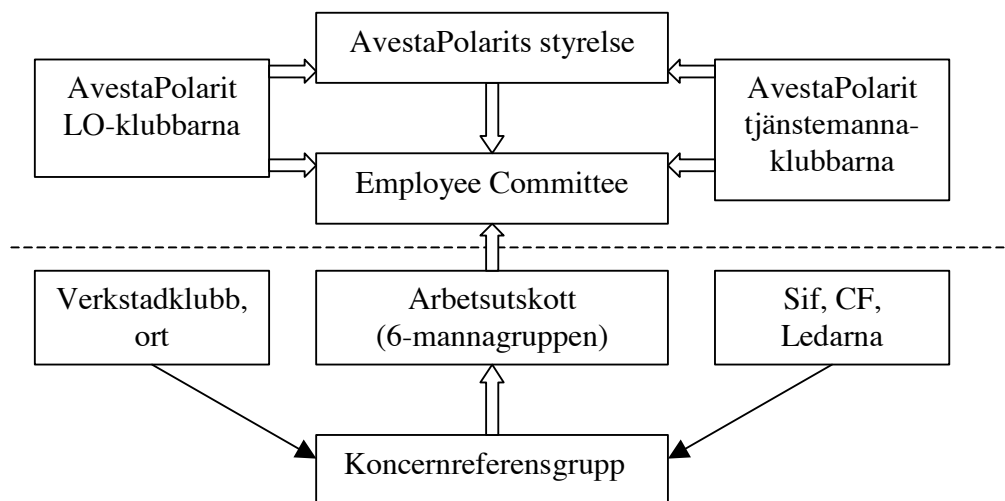 AvestaPolarits styrelse
AvestaPolarit
LO-klubbarna
AvestaPolarit
tjänstemanna-
klubbarna
Employee Committee
Verkstadklubb,
ort
Arbetsutskott
(6-mannagruppen)
Sif, CF,
Ledarna
Koncernreferensgrupp